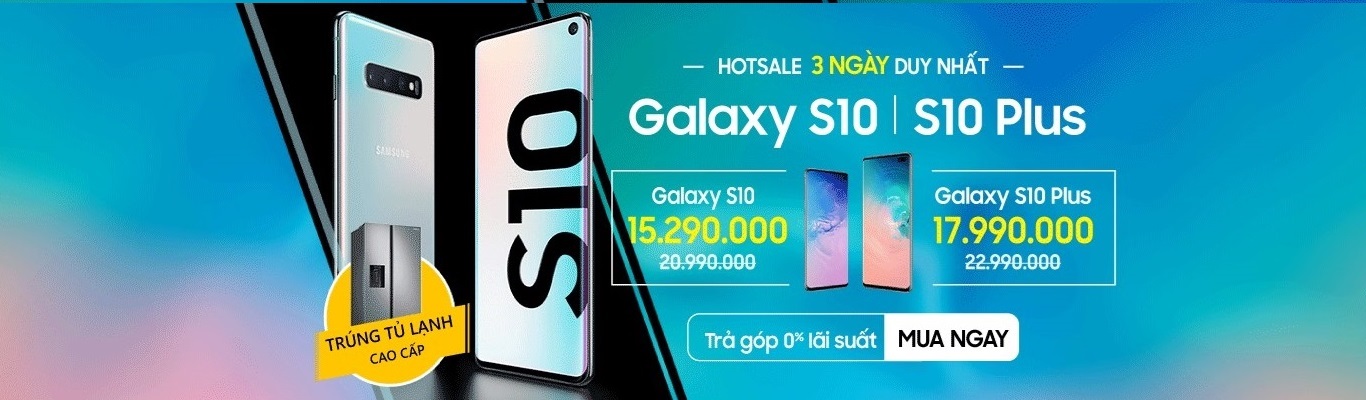 SAMSUNG
S10
TRÚNG TỦ LẠNH
CAO CẤP
HOTSALE 3 NGÀY DUY NHẤT
Galaxy S10 | S10 Plus
Galaxy S10
15.290.000
20.990.000
Galaxy S10 Plus
17.990.000
22.990.000
Trả góp 0% lãi suất
MUA NGAY